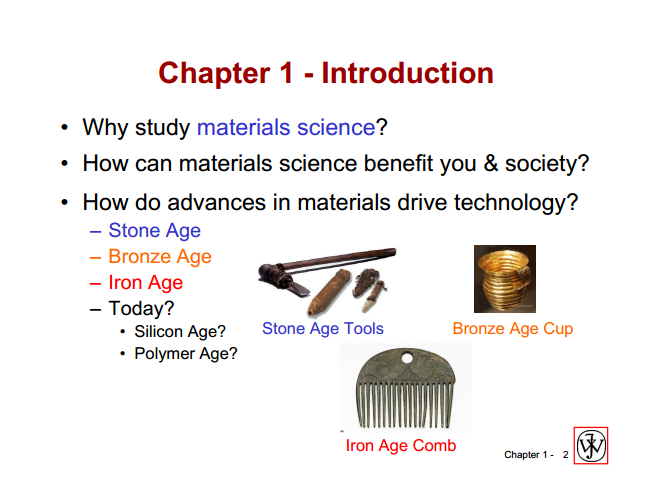 Chapter 1 - Introduction
• Why study materials science?
• How can materials science benefit you & society?
• How do advances in materials drive technology?
– Stone Age
– Bronze Age
– Iron Age
– Today?
• Silicon Age?
• Polymer Age?
Stone Age Tools
Bronze Age Cup
Iron Age Comb
Chapter 1 - 2